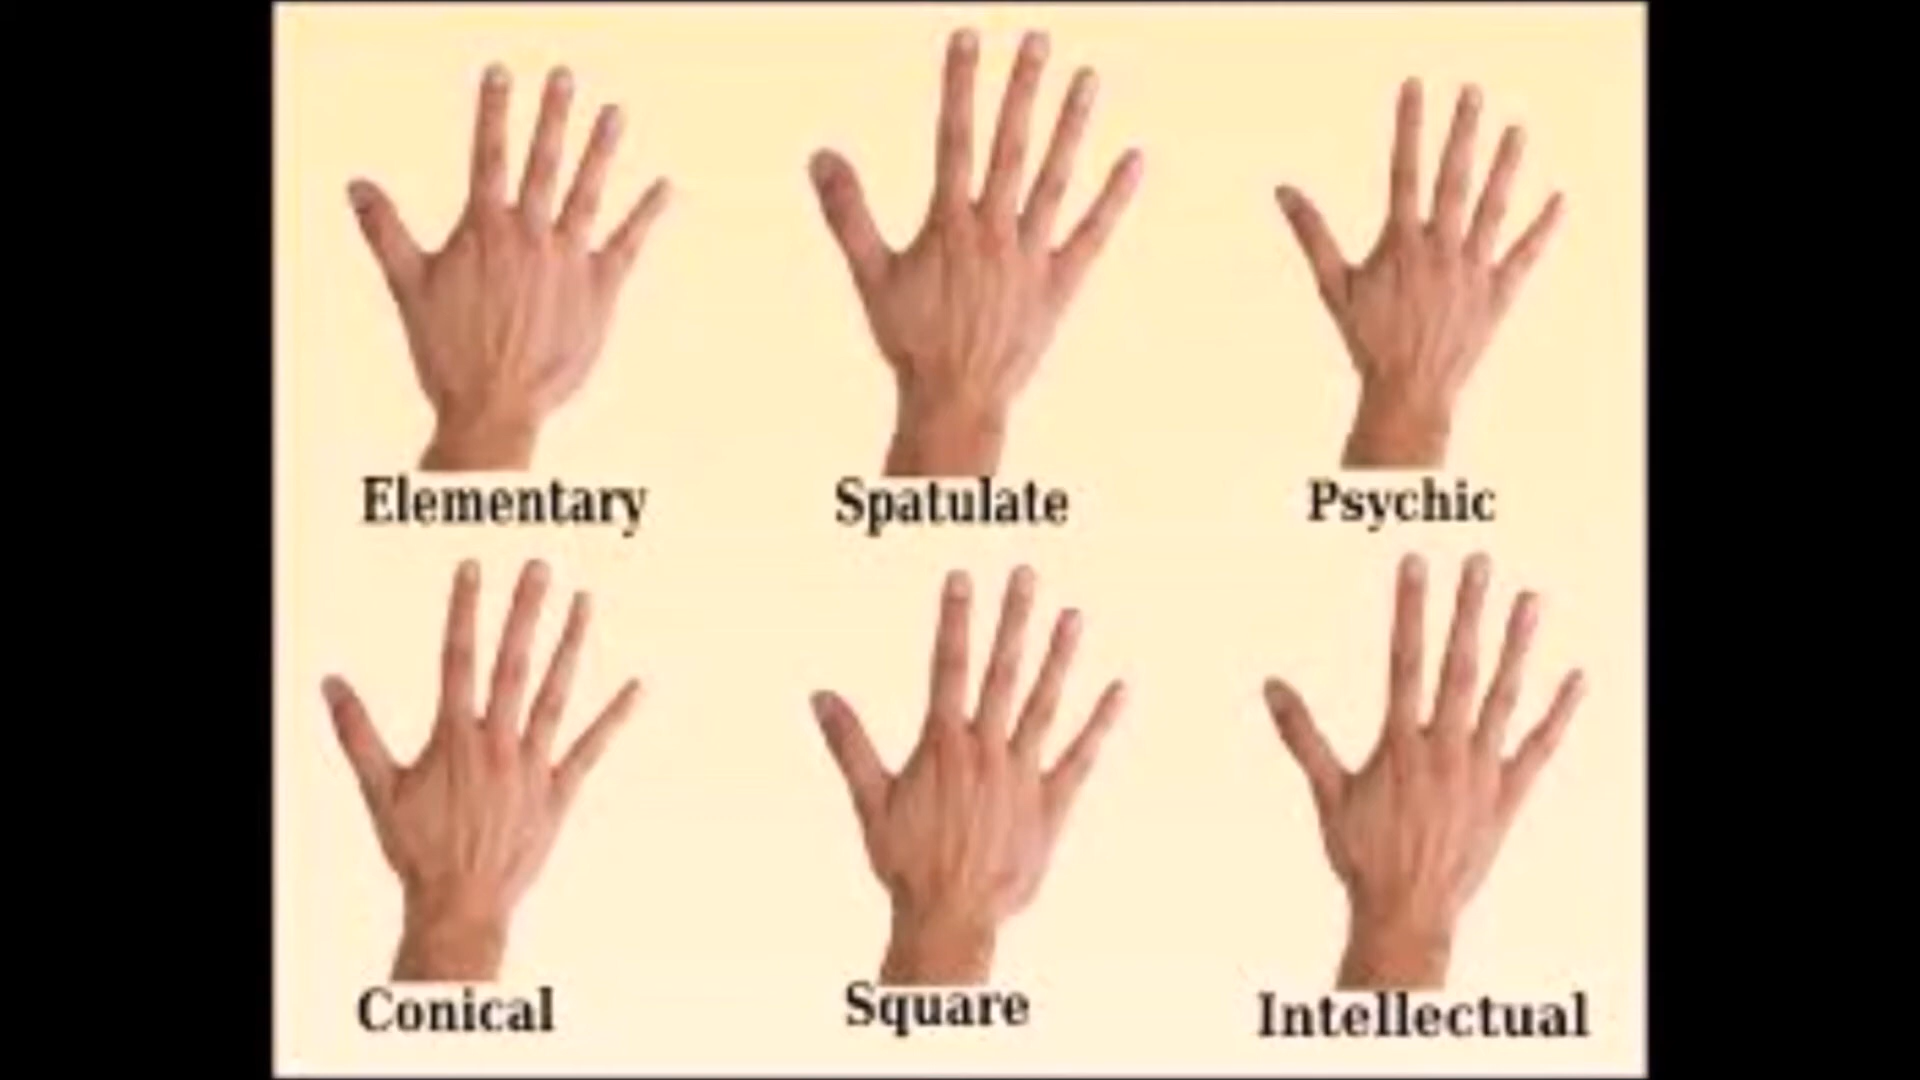 Elementary
Spatulate
Psychic
Conical
Square
Intellectual